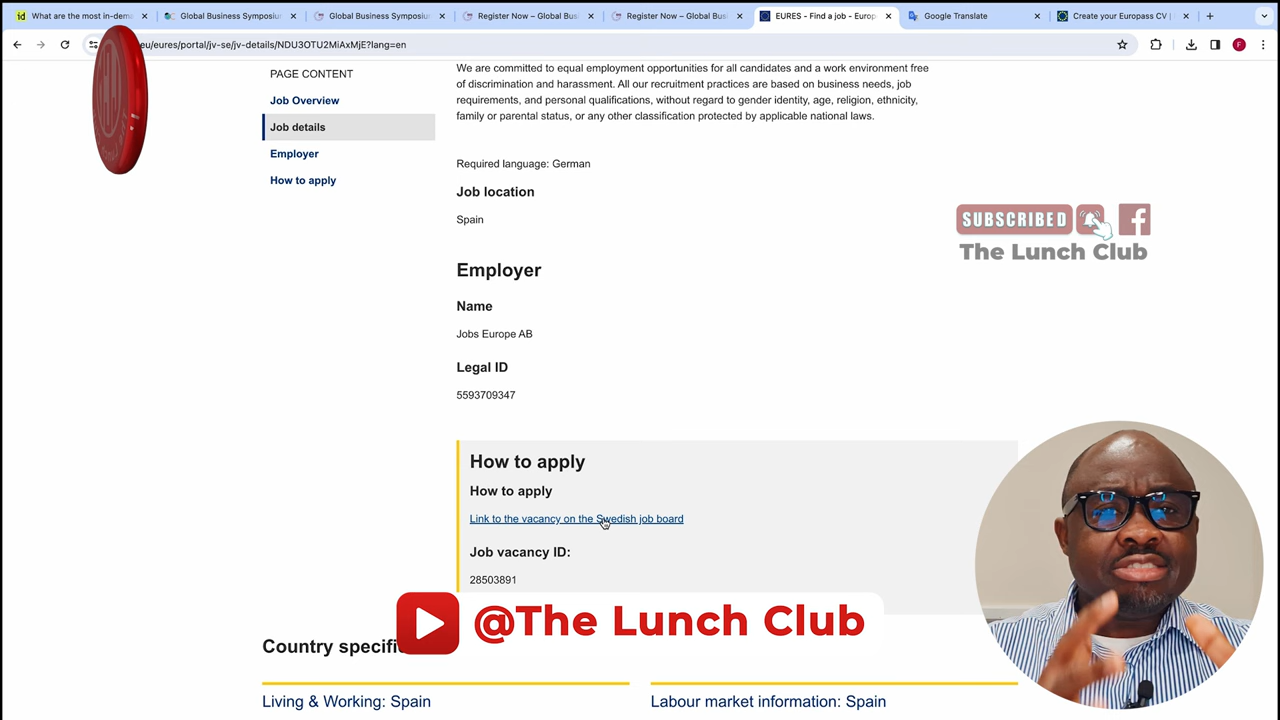 What are the most in-dem
Global Business Symposiu
Global Business Symposiu
Register Now – Global Busi
Register Now – Global Busi
EURES - Find a job - Europ
Google Translate
Create your Europass CV |
eu/eures/portal/jv-se/jv-details/NDU3OTU2MiAxMjE?lang=en
PAGE CONTENT
Job Overview
Job details
Employer
How to apply
We are committed to equal employment opportunities for all candidates and a work environment free
of discrimination and harassment. All our recruitment practices are based on business needs, job
requirements, and personal qualifications, without regard to gender identity, age, religion, ethnicity,
family or parental status, or any other classification protected by applicable national laws.
Required language: German
Job location
Spain
SUBSCRIBED
The Lunch Club
Employer
Name
Jobs Europe AB
Legal ID
5593709347
How to apply
How to apply
Link to the vacancy on the Swedish job board
Job vacancy ID:
28503891
@The Lunch Club
Country specifi
Living & Working: Spain
Labour market information: Spain